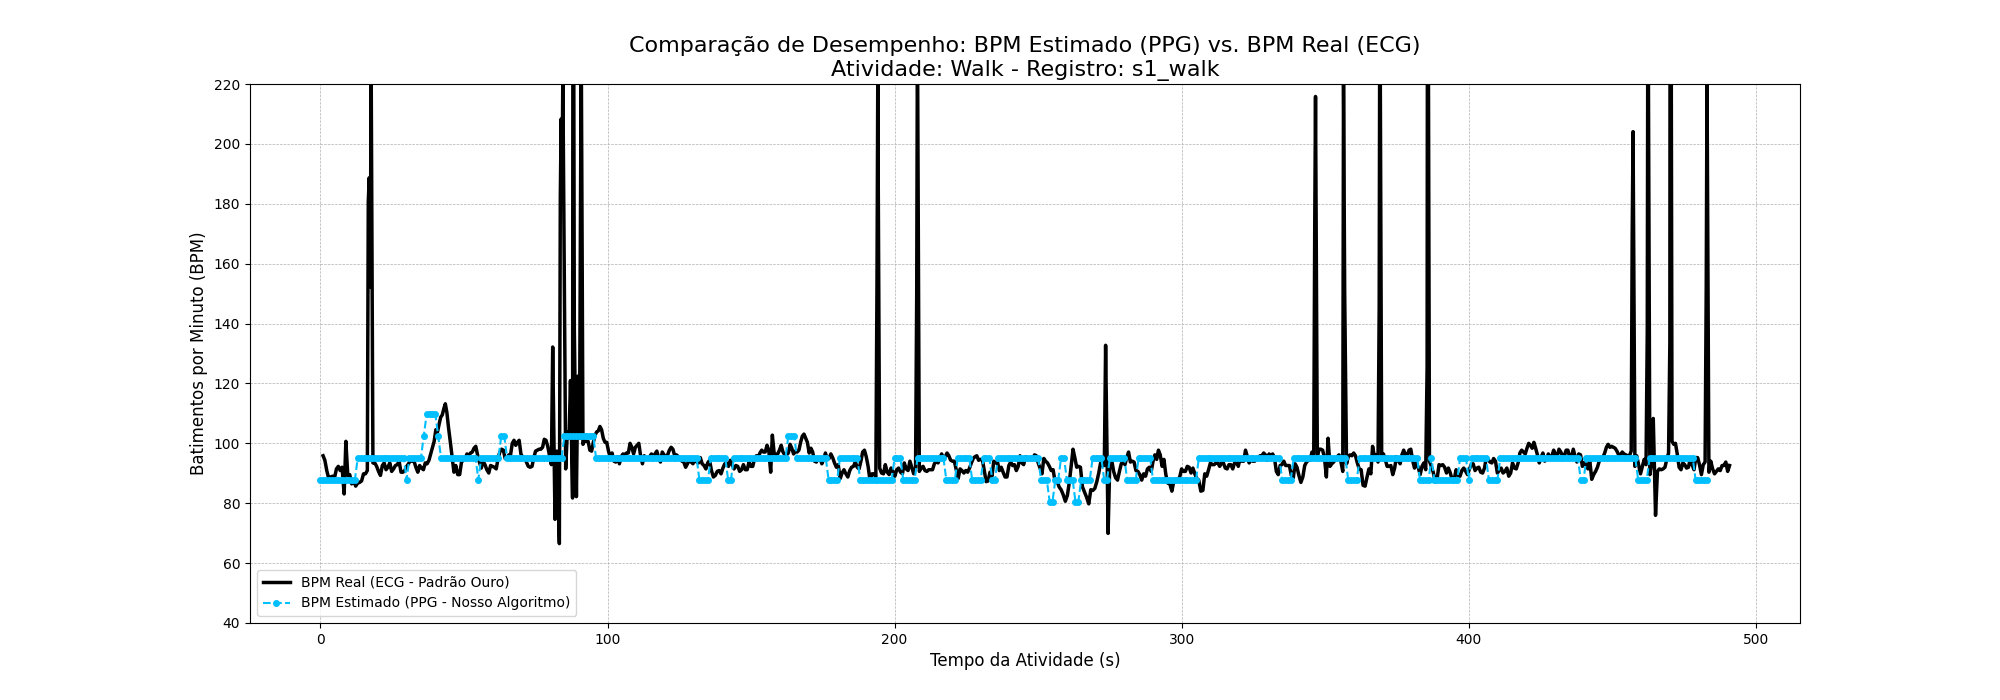 Comparação de Desempenho: BPM Estimado (PPG) vs. BPM Real (ECG)
Atividade: Walk - Registro: s1_walk
Batimentos por Minuto (BPM)
220
200
180
160
140
120
100
80
60
40
BPM Real (ECG - Padrão Ouro)
BPM Estimado (PPG - Nosso Algoritmo)
0
100
200
300
400
500
Tempo da Atividade (s)